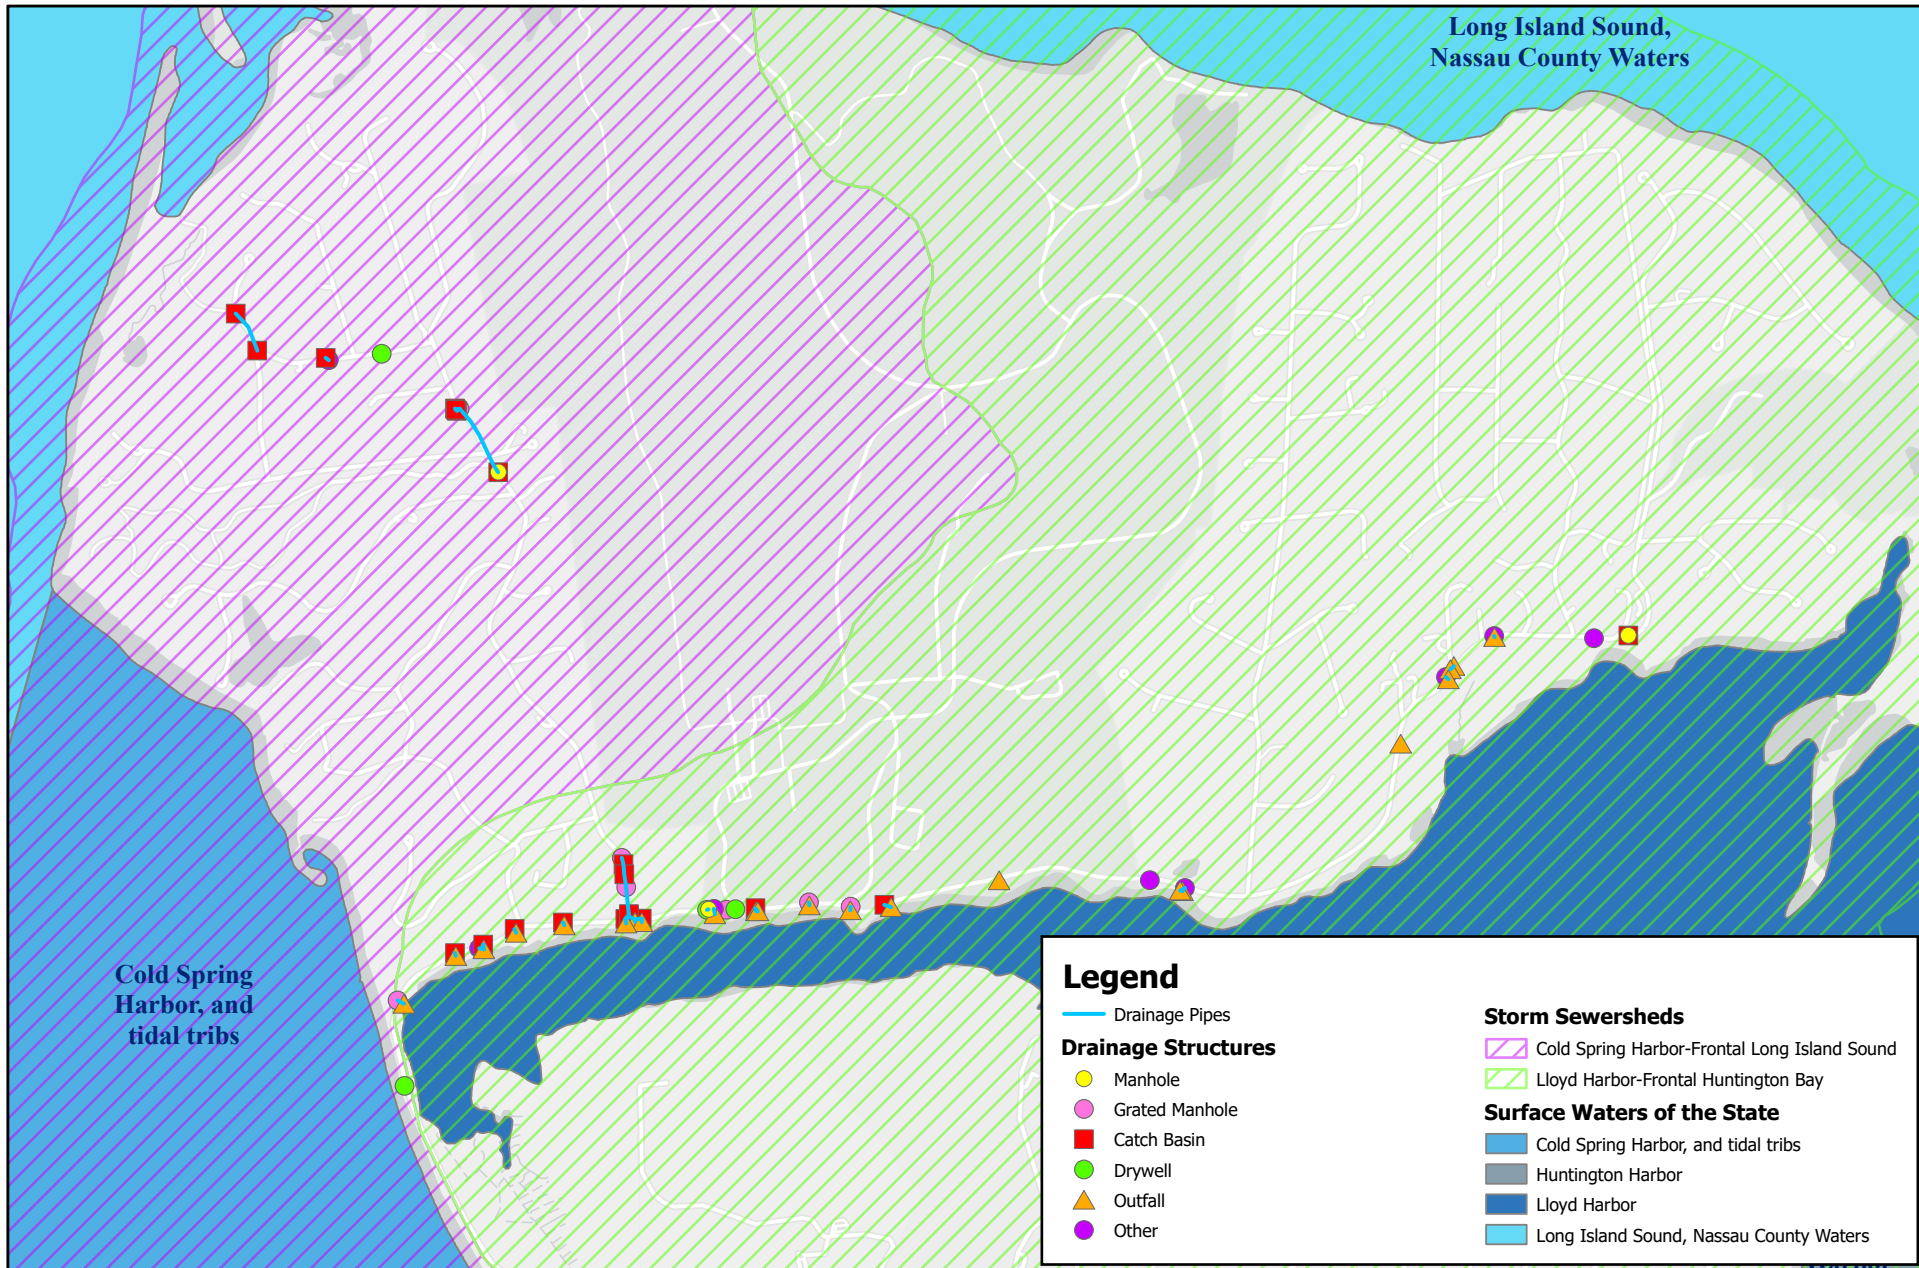 Long Island Sound,
Nassau County Waters
Cold Spring
Harbor, and
tidal tribs
Legend
Drainage Pipes
Drainage Structures
Manhole
Grated Manhole
Catch Basin
Drywell
Outfall
Other
Storm Sewersheds
Cold Spring Harbor-Frontal Long Island Sound
Lloyd Harbor-Frontal Huntington Bay
Surface Waters of the State
Cold Spring Harbor, and tidal tribs
Huntington Harbor
Lloyd Harbor
Long Island Sound, Nassau County Waters